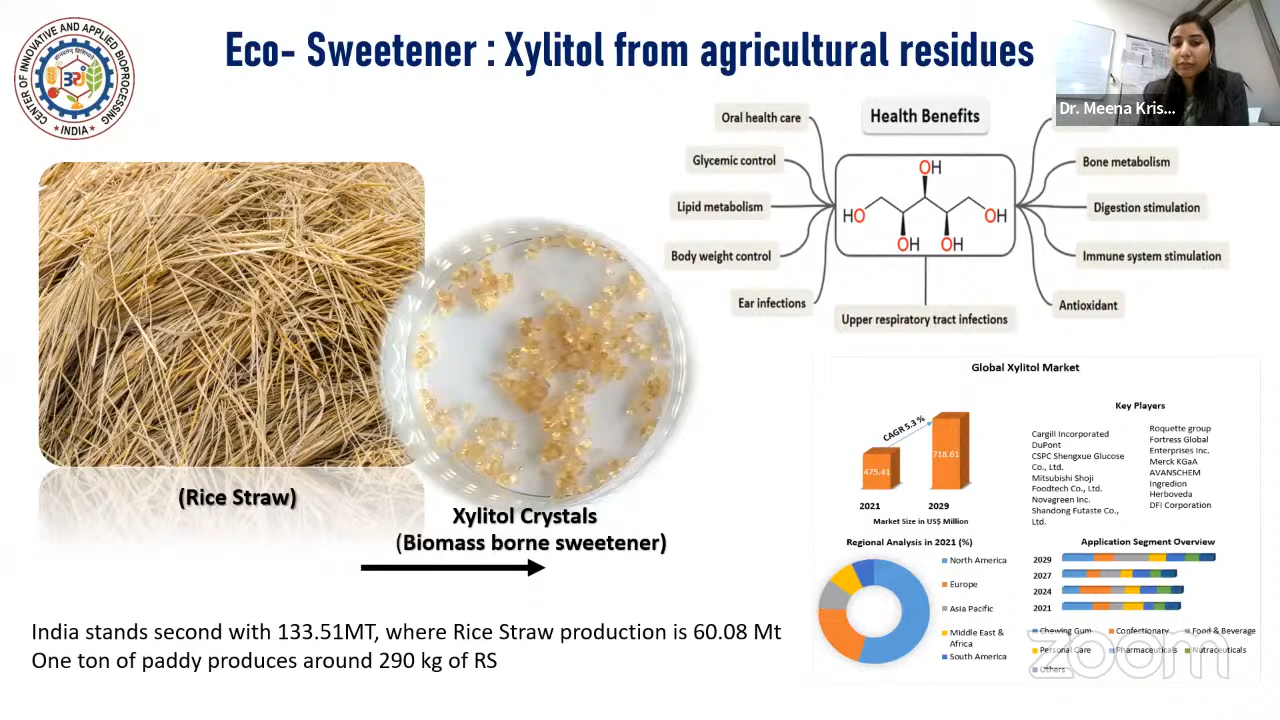 Eco- Sweetener : Xylitol from agricultural residues
CENTER OF INNOVATIVE AND APPLIED BIOPROCESSING
INDIA
Dr. Meena Kris...
Health Benefits
Oral health care
Glycemic control
Lipid metabolism
Body weight control
Ear infections
OH
HO
OH
OH
OH
Upper respiratory tract infections
Bone metabolism
Digestion stimulation
Immune system stimulation
Antioxidant
(Rice Straw)
Xylitol Crystals
(Biomass borne sweetener)
India stands second with 133.51MT, where Rice Straw production is 60.08 Mt
One ton of paddy produces around 290 kg of RS
Global Xylitol Market
CAGR 5.3 %
475.41
718.61
2021
2029
Market Size in US$ Million
Key Players
Cargill Incorporated
DuPont
CSPC Shengxue Glucose
Co., Ltd.
Mitsubishi Shoji
Foodtech Co., Ltd.
Novagreen Inc.
Shandong Futaste Co.,
Ltd.
Roquette group
Fortress Global
Enterprises Inc.
Merck KGaA
AVANSCHEM
Ingredion
Herboveda
DFI Corporation
Regional Analysis in 2021 (%)
North America
Europe
Asia Pacific
Middle East &
Africa
South America
Application Segment Overview
2029
2027
2024
2021
Chewing Gum
Confectionary
Food & Beverage
Personal Care
Pharmaceuticals
Nutraceuticals
Others
zoom